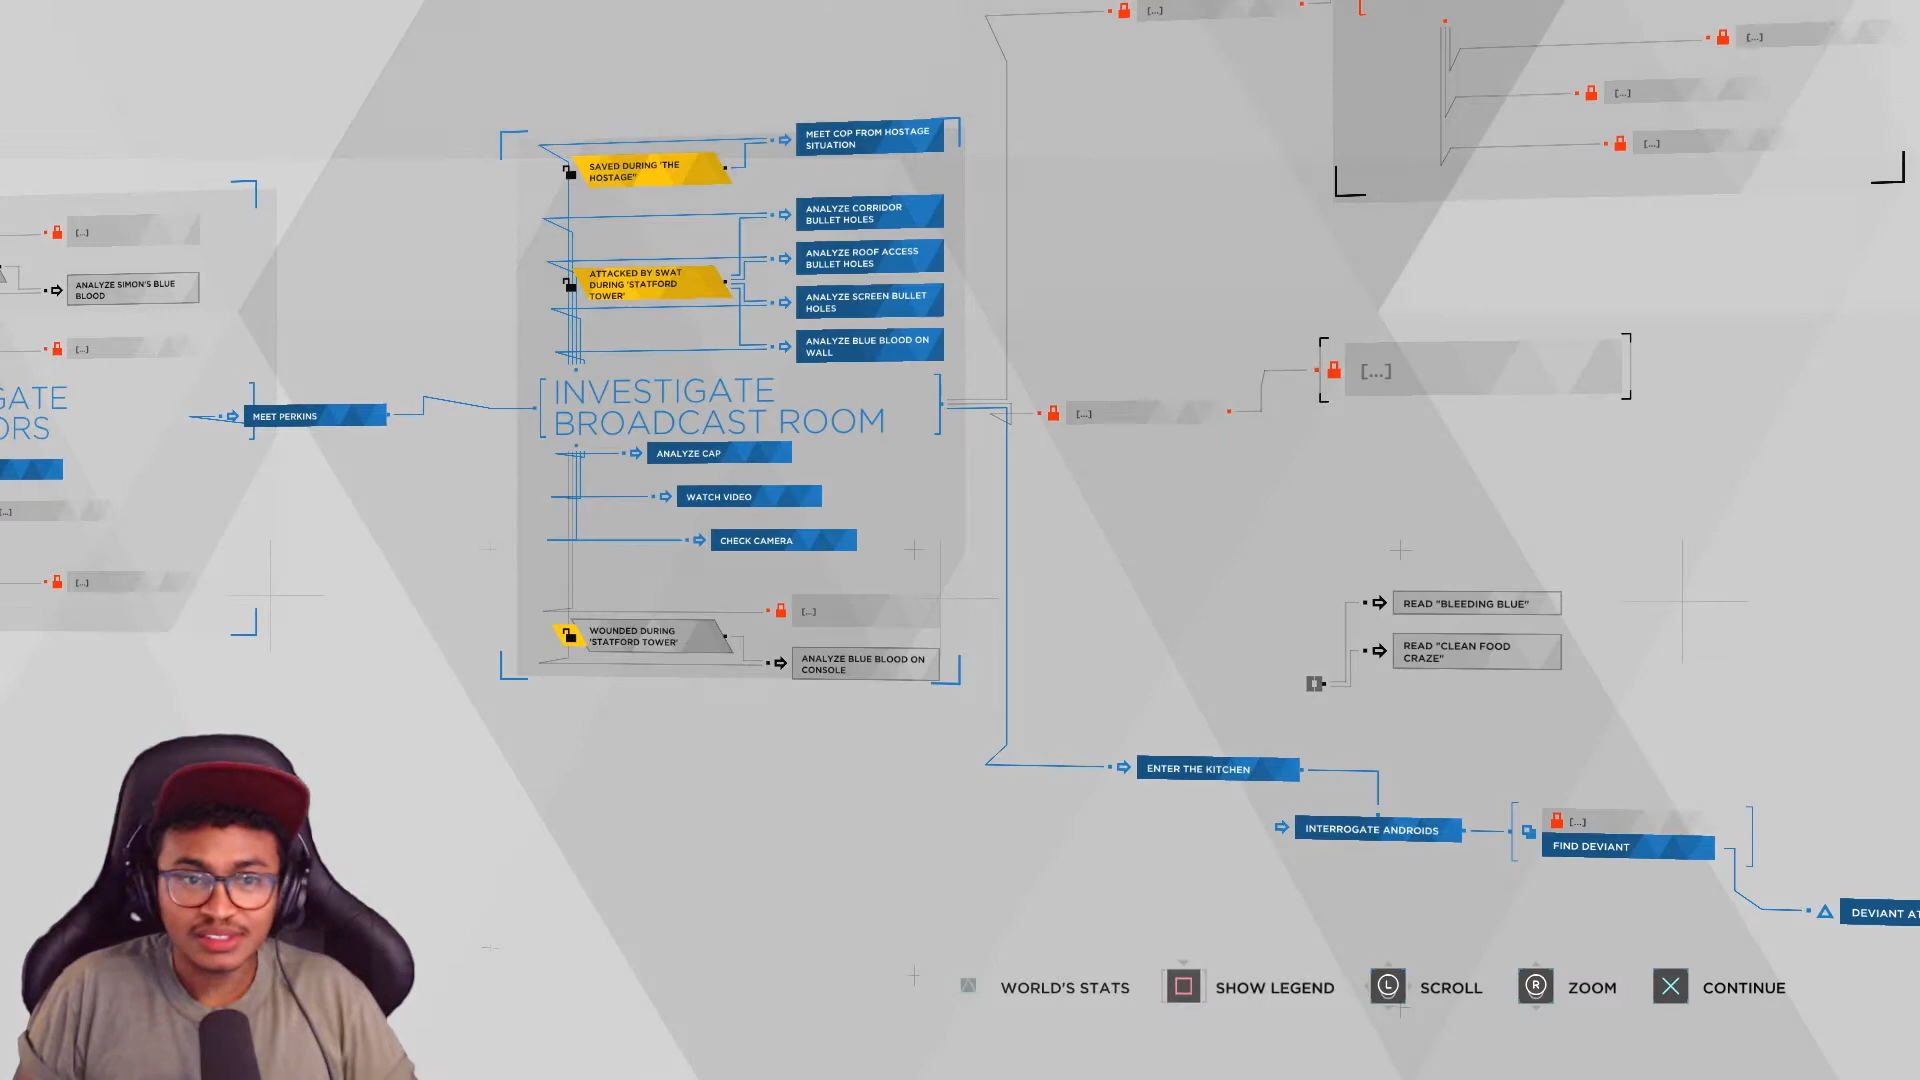 [...]
[...]
[...]
[...]
MEET COP FROM HOSTAGE
SITUATION
SAVED DURING 'THE
HOSTAGE"
ANALYZE CORRIDOR
BULLET HOLES
[...]
ANALYZE ROOF ACCESS
BULLET HOLES
ATTACKED BY SWAT
DURING 'STATFORD
TOWER'
ANALYZE SIMON'S BLUE
BLOOD
ANALYZE SCREEN BULLET
HOLES
ANALYZE BLUE BLOOD ON
WALL
[...]
[...]
GATE
ORS
MEET PERKINS
INVESTIGATE
BROADCAST ROOM
[...]
ANALYZE CAP
WATCH VIDEO
[...]
CHECK CAMERA
[...]
[...]
READ "BLEEDING BLUE"
WOUNDED DURING
'STATFORD TOWER'
READ "CLEAN FOOD
CRAZE"
ANALYZE BLUE BLOOD ON
CONSOLE
ENTER THE KITCHEN
INTERROGATE ANDROIDS
[...]
FIND DEVIANT
DEVIANT AT
WORLD'S STATS
SHOW LEGEND
L
SCROLL
R
ZOOM
CONTINUE